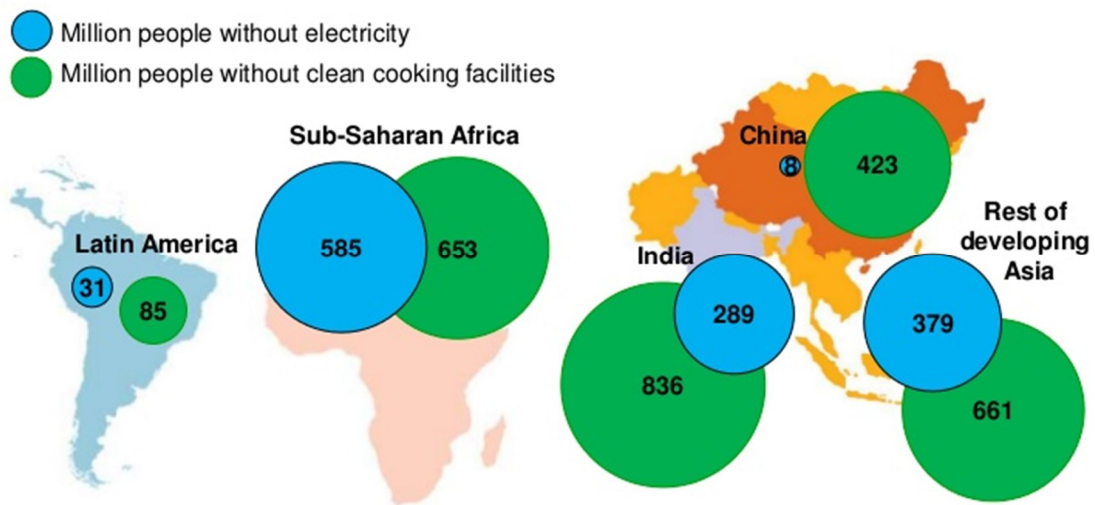 Million people without electricity
Million people without clean cooking facilities
Sub-Saharan Africa
585
653
Latin America
31
85
China
8
423
India
289
836
Rest of
developing
Asia
379
661